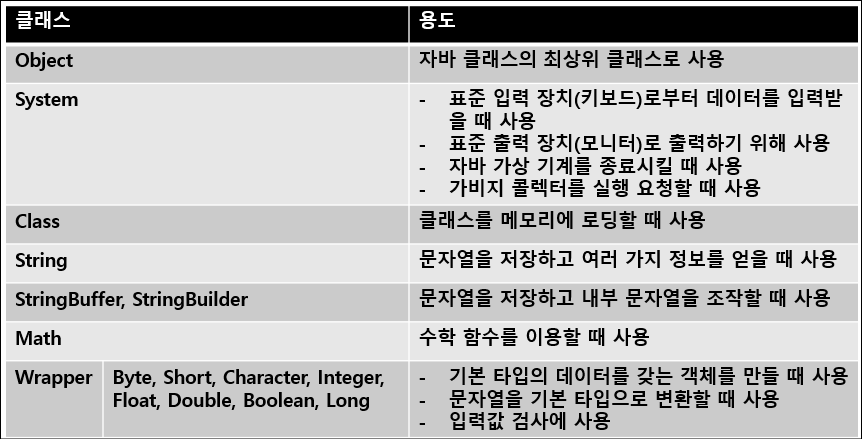 클래스
용도
Object
자바 클래스의 최상위 클래스로 사용
System
- 표준 입력 장치(키보드)로부터 데이터를 입력받
을 때 사용
- 표준 출력 장치(모니터)로 출력하기 위해 사용
- 자바 가상 기계를 종료시킬 때 사용
- 가비지 콜렉터를 실행 요청할 때 사용
Class
클래스를 메모리에 로딩할 때 사용
String
문자열을 저장하고 여러 가지 정보를 얻을 때 사용
StringBuffer, StringBuilder
문자열을 저장하고 내부 문자열을 조작할 때 사용
Math
수학 함수를 이용할 때 사용
Wrapper
Byte, Short, Character, Integer,
Float, Double, Boolean, Long
- 기본 타입의 데이터를 갖는 객체를 만들 때 사용
- 문자열을 기본 타입으로 변환할 때 사용
- 입력값 검사에 사용